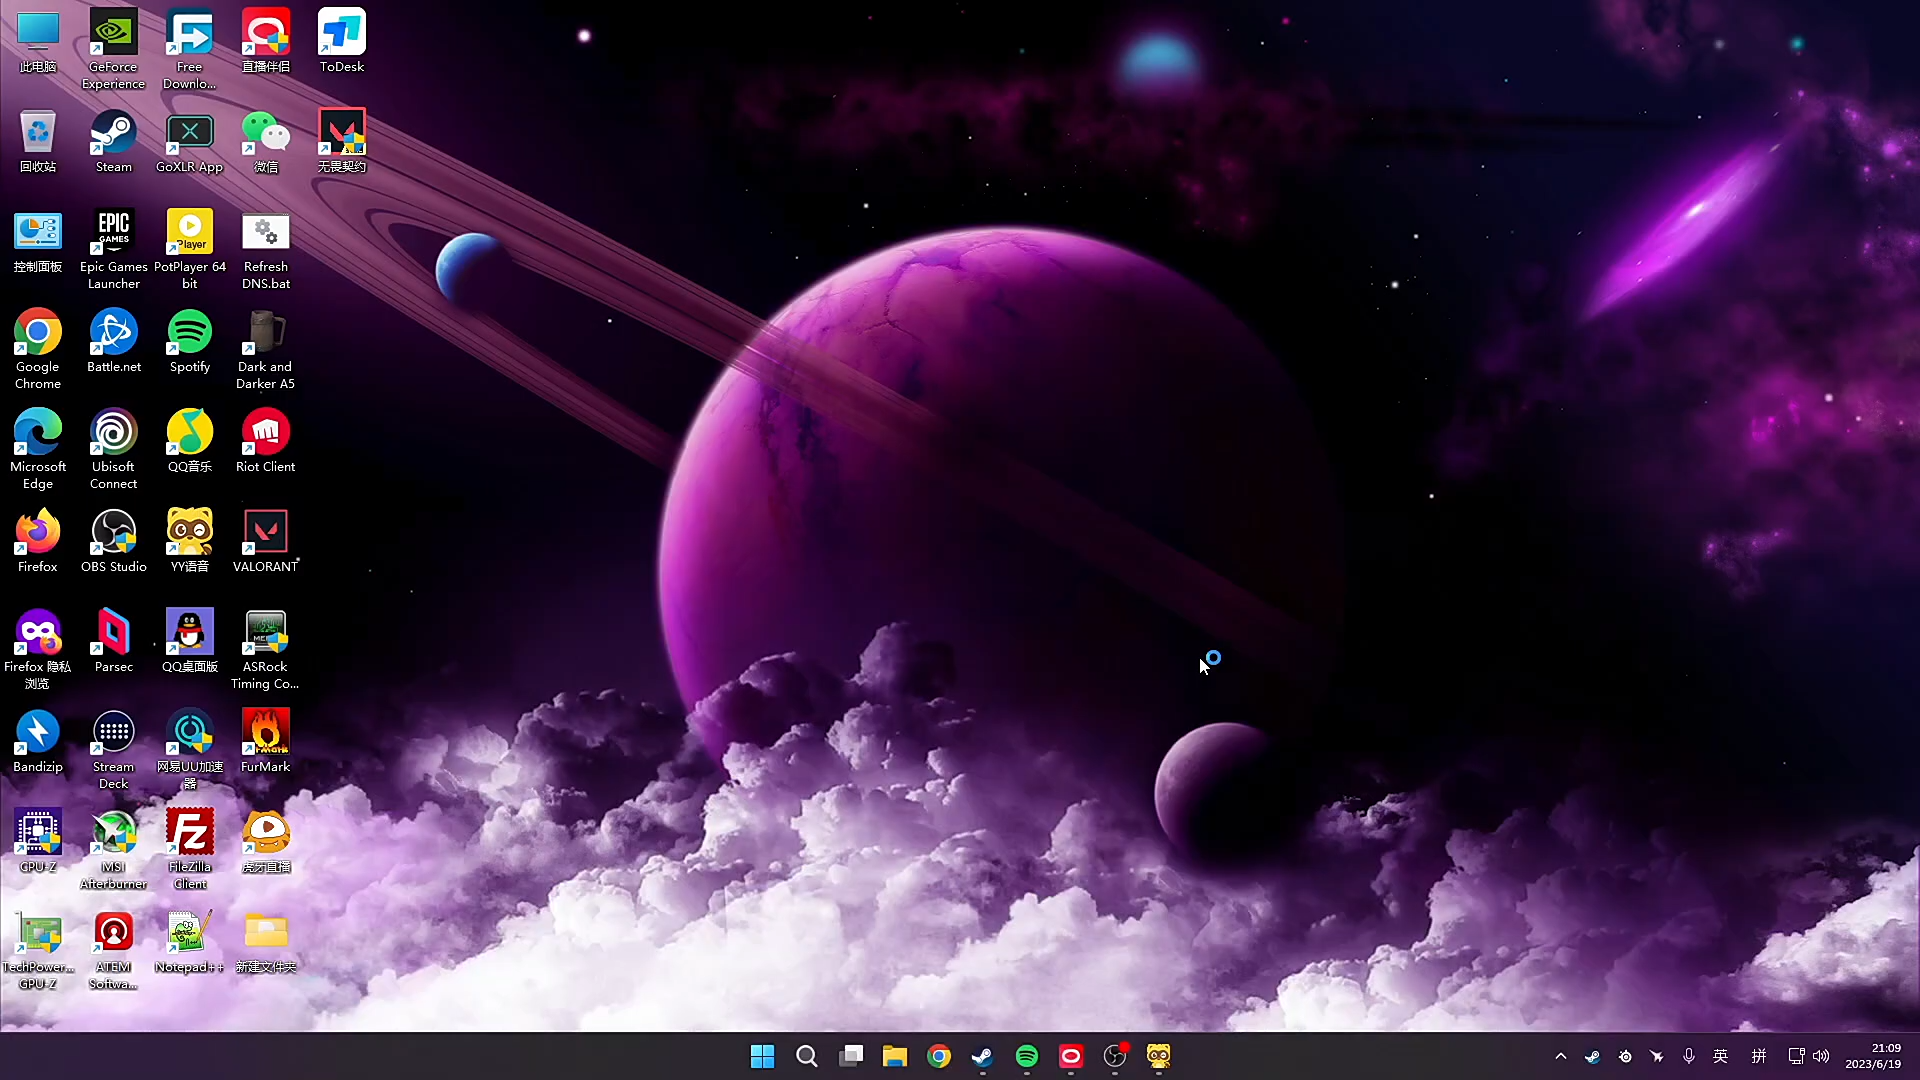 此电脑
GeForce
Experience
Free
Downlo...
直播伴侣
ToDesk
回收站
Steam
GoXLR App
微信
无畏契约
控制面板
EPIC
GAMES
Epic Games
Launcher
Player
PotPlayer 64
bit
Refresh
DNS.bat
Google
Chrome
Battle.net
Spotify
Dark and
Darker A5
Microsoft
Edge
Ubisoft
Connect
QQ音乐
Riot Client
Firefox
OBS Studio
YY语音
VALORANT
Firefox 隐私
浏览
Parsec
QQ桌面版
ASRock
Timing Co...
Bandizip
Stream
Deck
网易UU加速
器
FurMark
GPU-Z
MSI
Afterburner
FileZilla
Client
虎牙直播
TechPower...
GPU-Z
ATEM
Softwa...
Notepad++
新建文件夹
英
拼
21:09
2023/6/19